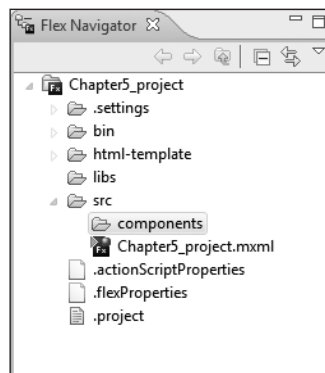 Flex Navigator
Chapter5_project
.settings
bin
html-template
libs
src
components
Chapter5_project.mxml
.actionScriptProperties
.flexProperties
.project